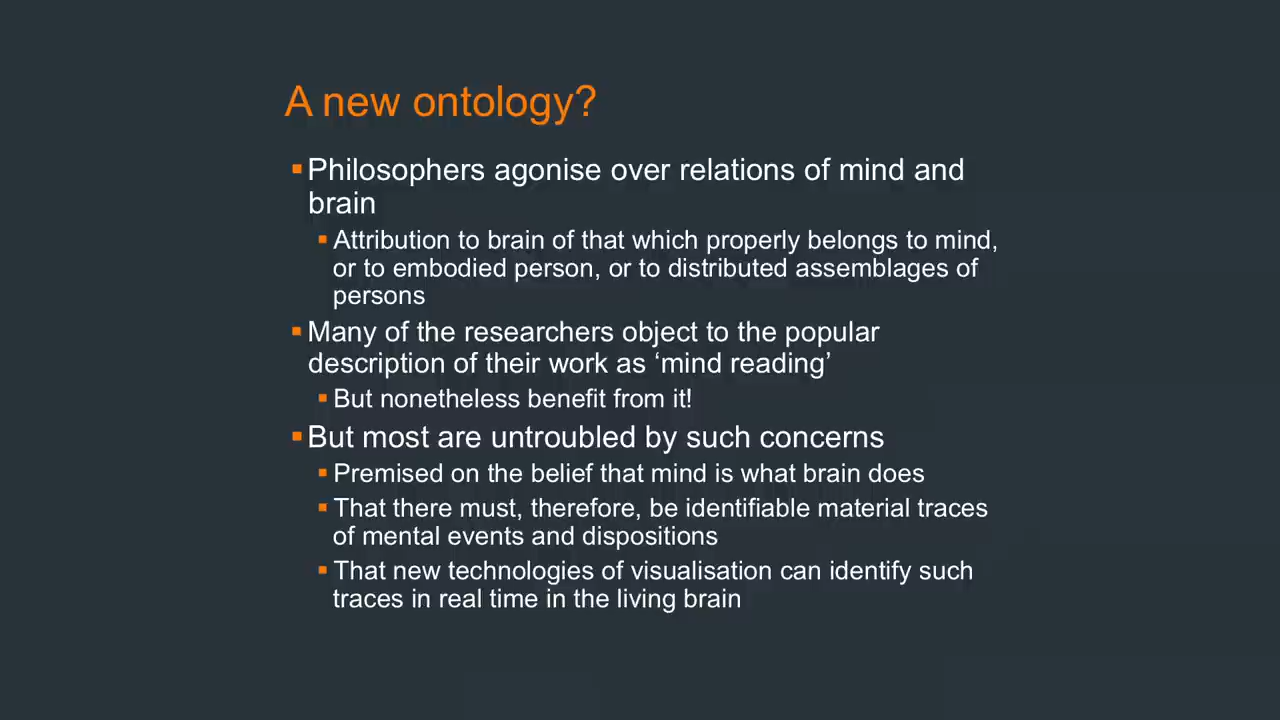 A new ontology?
Philosophers agonise over relations of mind and
brain
Attribution to brain of that which properly belongs to mind,
or to embodied person, or to distributed assemblages of
persons
Many of the researchers object to the popular
description of their work as ‘mind reading’
But nonetheless benefit from it!
But most are untroubled by such concerns
Premised on the belief that mind is what brain does
That there must, therefore, be identifiable material traces
of mental events and dispositions
That new technologies of visualisation can identify such
traces in real time in the living brain